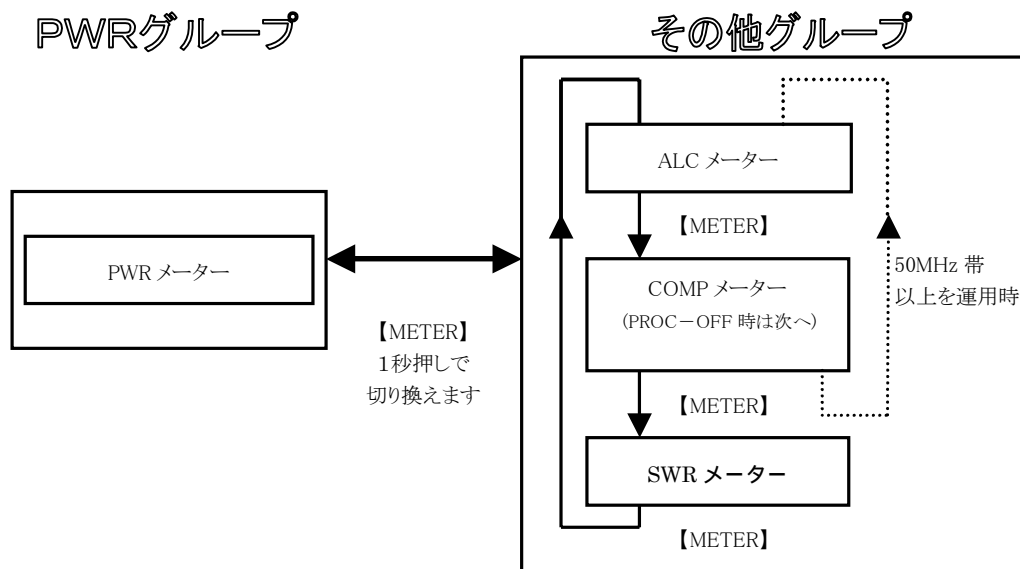 PWRグループ
PWR メーター
【METER】
1秒押しで
切り換えます
その他グループ
ALC メーター
【METER】
COMP メーター
(PROC－OFF 時は次へ)
【METER】
SWR メーター
【METER】
50MHz 帯
以上を運用時